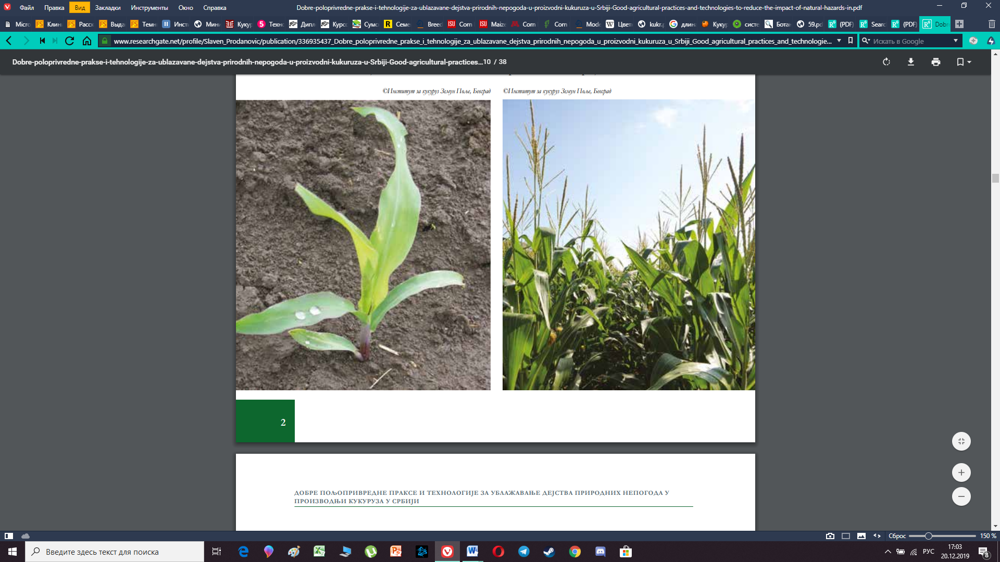 Файл Правка Вид Закладки Инструменты Окно Справка
Dobre-poloprivredne-prakse-i-tehnologije-za-ublazavane-dejstva-prirodnih-nepogoda-u-proizvodni-kukuruza-u-Srbiji-Good-agricultural-practices-and-technologies-to-reduce-the-impact-of-natural-hazards-in.pdf
Micro Клин Расск Выда Темн Инст Мини Кукур Техно Дипл Курсо Сумс Семе Breed Corn Maize Corn Corn Mode Цвет kukr.p длина Кукур систе Ботан 59.pd (PDF) Searc (PDF) Dobr
www.researchgate.net/profile/Slaven_Prodanovic/publication/336935437_Dobre_poloprivredne_prakse_i_tehnologije_za_ublazavane_dejstva_prirodnih_nepogoda_u_proizvodni_kukuruza_u_Srbiji_Good_agricultural_practices_and_technologie... Искать в Google
Dobre-poloprivredne-prakse-i-tehnologije-za-ublazavane-dejstva-prirodnih-nepogoda-u-proizvodni-kukuruza-u-Srbiji-Good-agricultural-practices...10 / 38
©Институт за кукуруз Земун Поље, Београд ©Институт за кукуруз Земун Поље, Београд
2
ДОБРЕ ПОЉОПРИВРЕДНЕ ПРАКСЕ И ТЕХНОЛОГИЈЕ ЗА УБЛАЖАВАЊЕ ДЕЈСТВА ПРИРОДНИХ НЕПОГОДА У
ПРОИЗВОДЊИ КУКУРУЗА У СРБИЈИ
Сброс 150 %
Введите здесь текст для поиска
РУС
17:03
20.12.2019
8